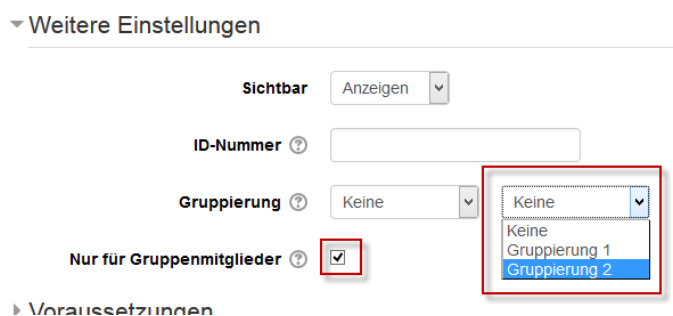 Weitere Einstellungen
Sichtbar Anzeigen
ID-Nummer
Gruppierung Keine Keine
Keine
Gruppierung 1
Gruppierung 2
Nur für Gruppenmitglieder
Voraussetzungen